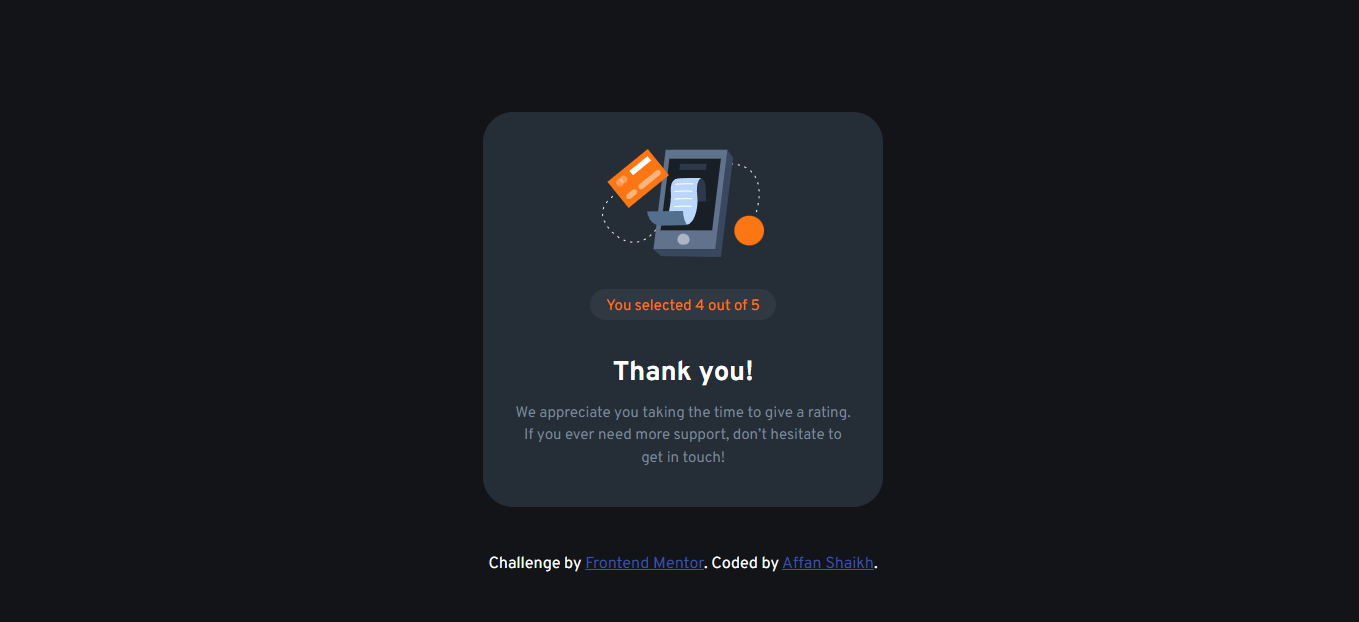 You selected 4 out of 5
Thank you!
We appreciate you taking the time to give a rating.
If you ever need more support, don’t hesitate to
get in touch!
Challenge by Frontend Mentor. Coded by Affan Shaikh.